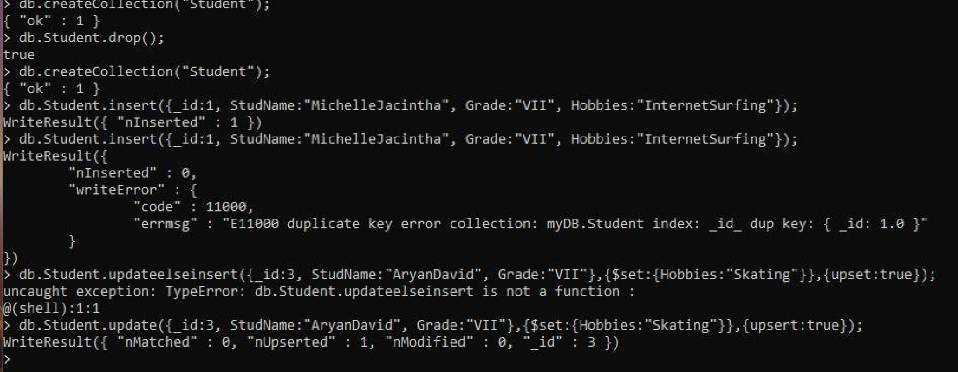 > db.createCollection("Student");
{ "ok" : 1 }
> db.Student.drop();
true
> db.createCollection("Student");
{ "ok" : 1 }
> db.Student.insert({_id:1, StudName:"MichelleJacintha", Grade:"VII", Hobbies:"InternetSurfing"});
WriteResult({ "nInserted" : 1 })
> db.Student.insert({_id:1, StudName:"MichelleJacintha", Grade:"VII", Hobbies:"InternetSurfing"});
WriteResult({
        "nInserted" : 0,
        "writeError" : {
                "code" : 11000,
                "errmsg" : "E11000 duplicate key error collection: myDB.Student index: _id_ dup key: { _id: 1.0 }"
        }
})
> db.Student.updateelseinsert({_id:3, StudName:"AryanDavid", Grade:"VII"},{$set:{Hobbies:"Skating"}},{upset:true});
uncaught exception: TypeError: db.Student.updateelseinsert is not a function :
@(shell):1:1
> db.Student.update({_id:3, StudName:"AryanDavid", Grade:"VII"},{$set:{Hobbies:"Skating"}},{upsert:true});
WriteResult({ "nMatched" : 0, "nUpserted" : 1, "nModified" : 0, "_id" : 3 })
>